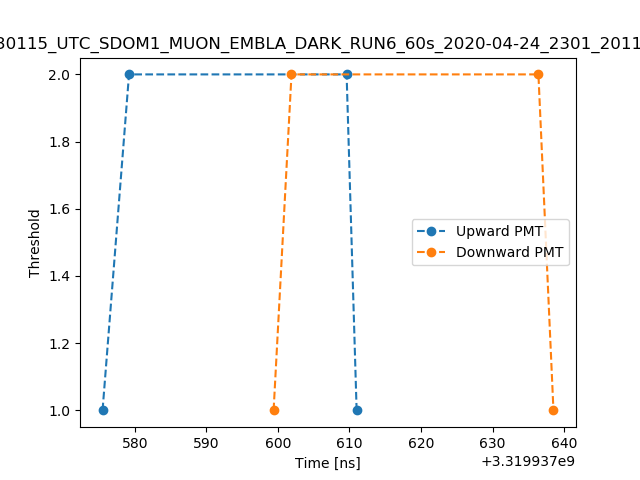 30115_UTC_SDOM1_MUON_EMBLA_DARK_RUN6_60s_2020-04-24_2301_2011
2.0
1.8
1.6
1.4
1.2
1.0
Threshold
Upward PMT
Downward PMT
580 590 600 610 620 630 640
Time [ns]
+3.319937e9